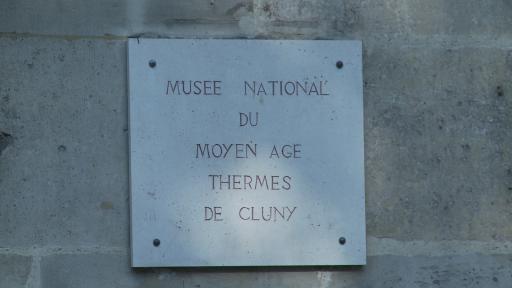 MUSEE NATIONAL
DU
MOYEN AGE
THERMES
DE CLUNY